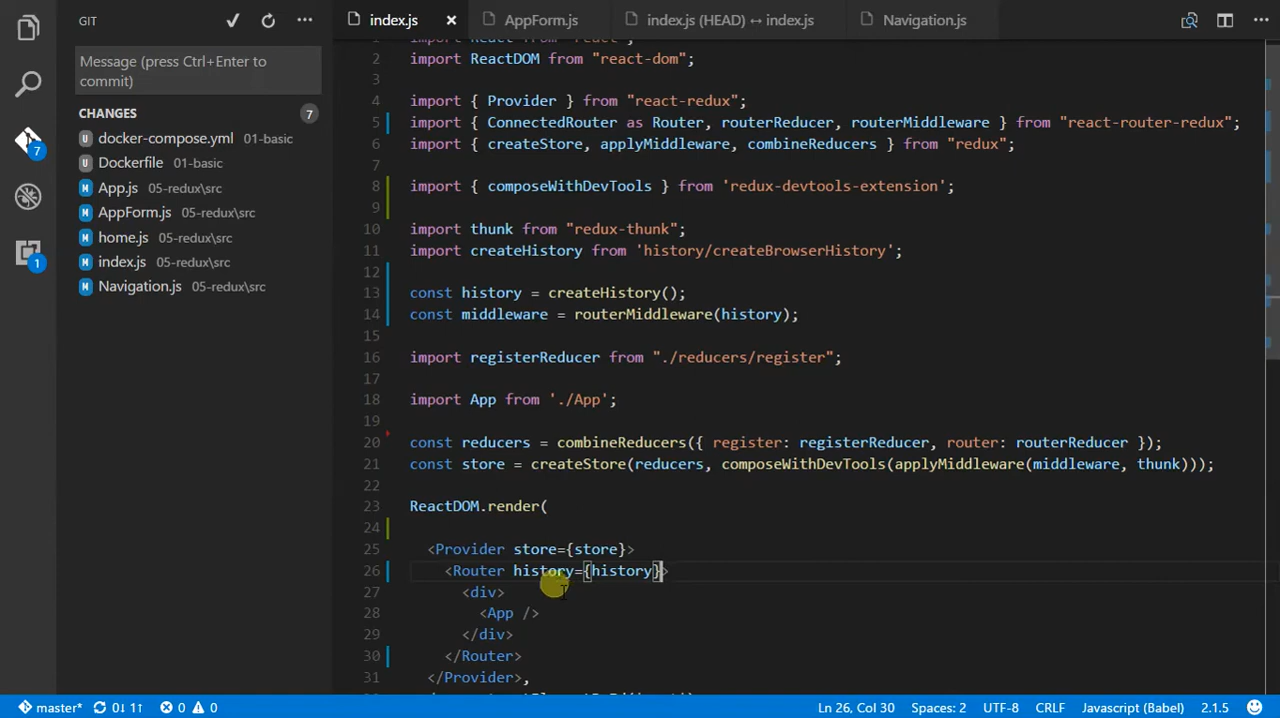 GIT
index.js
AppForm.js
index.js (HEAD) ↔ index.js
Navigation.js
Message (press Ctrl+Enter to
commit)
CHANGES 7
docker-compose.yml 01-basic
Dockerfile 01-basic
App.js 05-redux\src
AppForm.js 05-redux\src
home.js 05-redux\src
index.js 05-redux\src
Navigation.js 05-redux\src
7
1
2 import ReactDOM from "react-dom";
3
4 import { Provider } from "react-redux";
5 import { ConnectedRouter as Router, routerReducer, routerMiddleware } from "react-router-redux";
6 import { createStore, applyMiddleware, combineReducers } from "redux";
7
8 import { composeWithDevTools } from 'redux-devtools-extension';
9
10 import thunk from "redux-thunk";
11 import createHistory from 'history/createBrowserHistory';
12
13 const history = createHistory();
14 const middleware = routerMiddleware(history);
15
16 import registerReducer from "./reducers/register";
17
18 import App from './App';
19
20 const reducers = combineReducers({ register: registerReducer, router: routerReducer });
21 const store = createStore(reducers, composeWithDevTools(applyMiddleware(middleware, thunk)));
22
23 ReactDOM.render(
24
25 <Provider store={store}>
26 <Router history={history}>
27 <div>
28 <App />
29 </div>
30 </Router>
31 </Provider>,
master* 0↓ 1↑ 0 0 Ln 26, Col 30 Spaces: 2 UTF-8 CRLF Javascript (Babel) 2.1.5